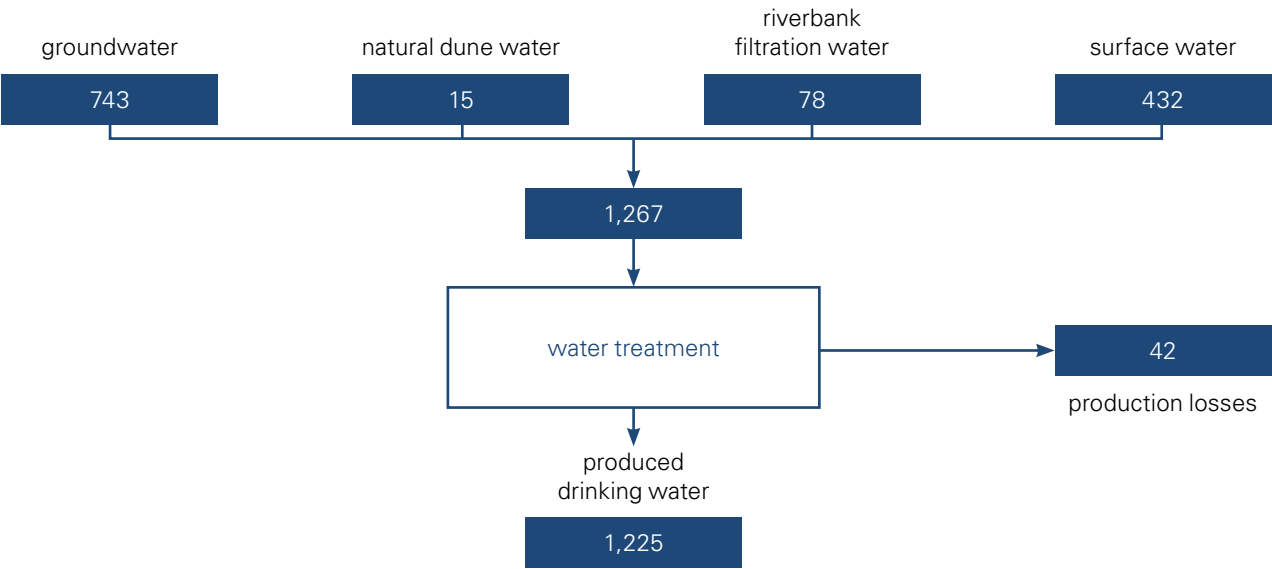 groundwater
natural dune water
riverbank
filtration water
surface water
743
15
78
432
1,267
water treatment
42
production losses
produced
drinking water
1,225